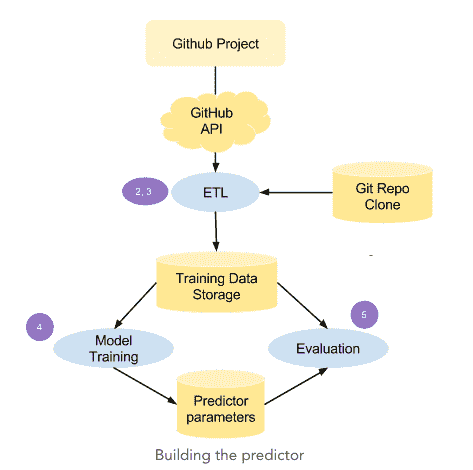 Github Project
GitHub
API
2, 3
ETL
Git Repo
Clone
Training Data
Storage
4
5
Model
Training
Evaluation
Predictor
parameters
Building the predictor